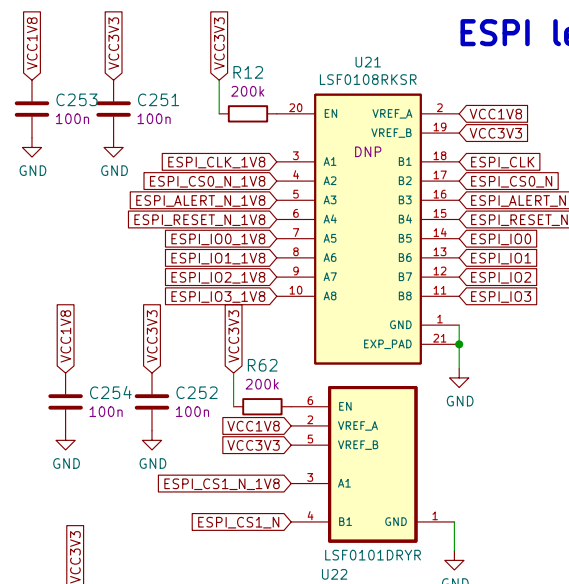 ESPI le
VCC1V8
VCC3V3
VCC3V3
C253
100n
C251
100n
GND
GND
R12
200k
U21
LSF0108RKSR
DNP
20 EN VREF_A 2 VCC1V8
VREF_B 19 VCC3V3
ESPI_CLK_1V8 3 A1 B1 18 ESPI_CLK
ESPI_CS0_N_1V8 4 A2 B2 17 ESPI_CS0_N
ESPI_ALERT_N_1V8 5 A3 B3 16 ESPI_ALERT_N
ESPI_RESET_N_1V8 6 A4 B4 15 ESPI_RESET_N
ESPI_IO0_1V8 7 A5 B5 14 ESPI_IO0
ESPI_IO1_1V8 8 A6 B6 13 ESPI_IO1
ESPI_IO2_1V8 9 A7 B7 12 ESPI_IO2
ESPI_IO3_1V8 10 A8 B8 11 ESPI_IO3
GND 1
EXP_PAD 21
GND
VCC1V8
VCC3V3
VCC3V3
C254
100n
C252
100n
GND
GND
R62
200k
6 EN
VCC1V8 2 VREF_A
VCC3V3 5 VREF_B
ESPI_CS1_N_1V8 3 A1
ESPI_CS1_N 4 B1 GND 1
LSF0101DRYR
U22
GND
VCC3V3